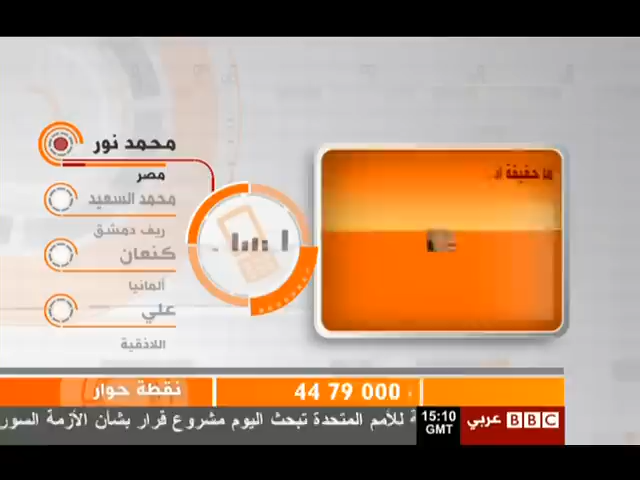 محمد نور
مصر
محمد السعيد
ريف دمشق
كنعان
ألمانيا
علي
اللاذقية
ما حقيقة
نقطة حوار
44 79 000
للأمم المتحدة تبحث اليوم مشروع قرار بشأن الأزمة السور
15:10
GMT
عربي BBC